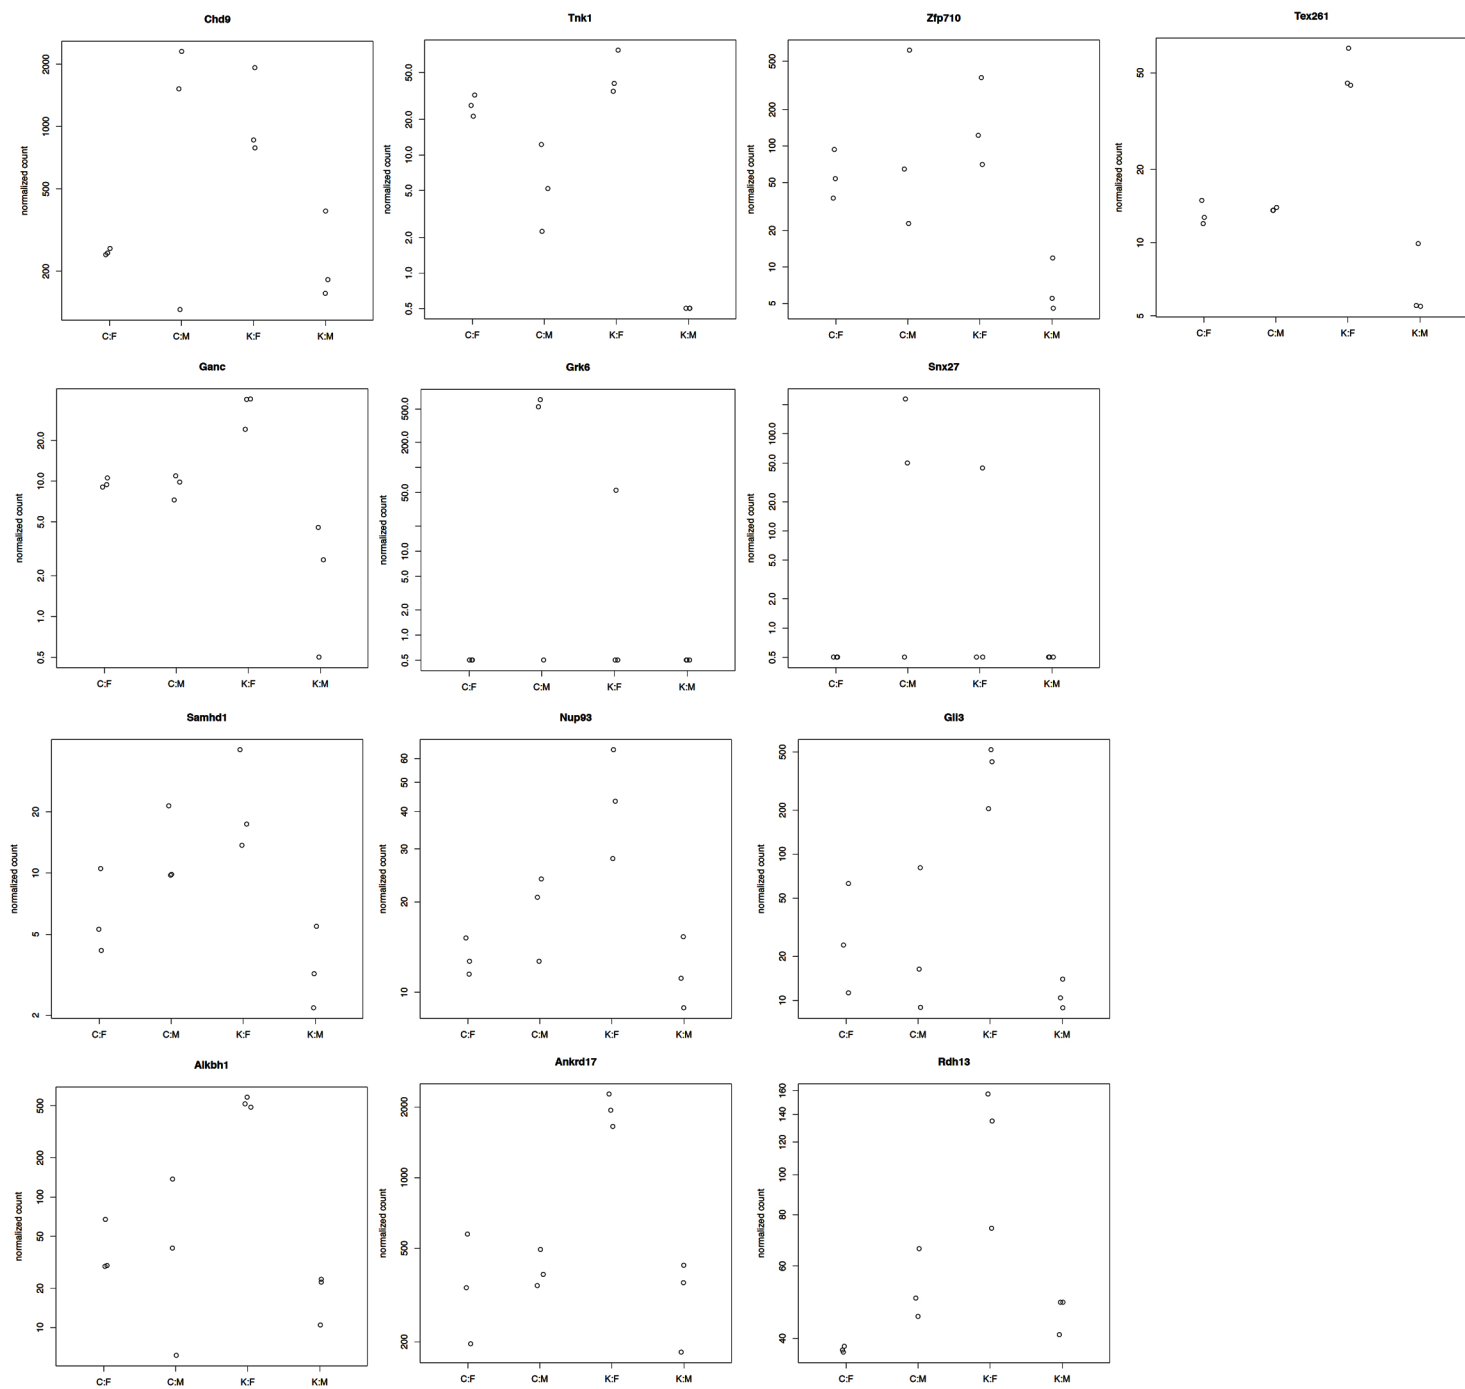 Chd9
normalized count
2000
1000
500
200
C:F C:M K:F K:M
Tnk1
normalized count
50.0
20.0
10.0
5.0
2.0
1.0
0.5
C:F C:M K:F K:M
Zfp710
normalized count
500
200
100
50
20
10
5
C:F C:M K:F K:M
Tex261
normalized count
50
20
10
5
C:F C:M K:F K:M
Ganc
normalized count
20.0
10.0
5.0
2.0
1.0
0.5
C:F C:M K:F K:M
Grk6
normalized count
500.0
200.0
50.0
10.0
5.0
2.0
1.0
0.5
C:F C:M K:F K:M
Snx27
normalized count
100.0
50.0
20.0
10.0
5.0
2.0
1.0
0.5
C:F C:M K:F K:M
Samhd1
normalized count
20
10
5
2
C:F C:M K:F K:M
Nup93
normalized count
60
50
40
30
20
10
C:F C:M K:F K:M
Gli3
normalized count
500
200
100
50
20
10
C:F C:M K:F K:M
Alkbh1
normalized count
500
200
100
50
20
10
C:F C:M K:F K:M
Ankrd17
normalized count
2000
1000
500
200
C:F C:M K:F K:M
Rdh13
normalized count
160
140
120
100
80
60
40
C:F C:M K:F K:M